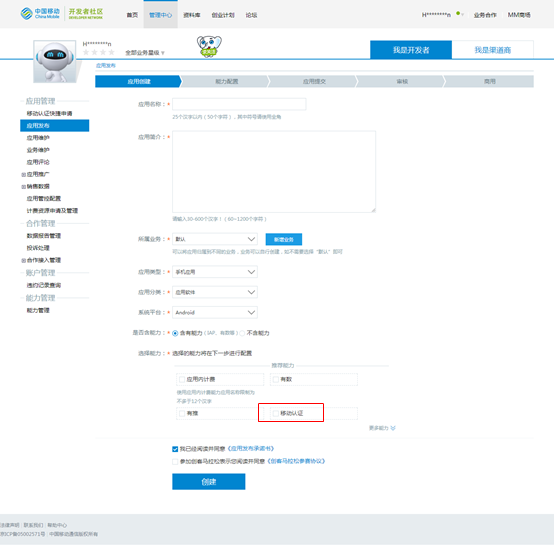 中国移动 开发者社区
China Mobile DEVELOPER NETWORK
首页 管理中心 资料库 创业计划 论坛
H********n 业务合作 MM商场
H********n
全部业务星级
我是开发者 我是渠道商
应用发布
应用创建 能力配置 应用提交 审核 商用
应用管理
移动认证快捷申请
应用发布
应用维护
业务维护
应用评论
应用推广
销售数据
应用管控配置
计费资源申请及管理
合作管理
数据报告管理
投诉处理
合作接入管理
账户管理
违约记录查询
能力管理
能力管理
应用名称：*
25个汉字以内（50个字符），其中符号请使用全角
应用简介：*
请输入30-600个汉字！（60~1200个字符）
所属业务：* 默认 新增业务
可以将应用归属到不同的业务，业务可以自行创建，如不需要选择“默认”即可
应用类型：* 手机应用
应用分类：* 应用软件
系统平台：* Android
是否含能力：* 含有能力（IAP、有数等） 不含能力
选择能力：* 选择的能力将在下一步进行配置
推荐能力
应用内计费 有数
使用应用内计费能力应用名称限制为
不多于12个汉字
有推 移动认证
更多能力
我已经阅读并同意《应用发布承诺书》
参加创客马拉松表示您阅读并同意《创客马拉松参赛协议》
创建
法律声明 | 联系我们 | 帮助中心
京ICP备05002571号 | 中国移动通信版权所有